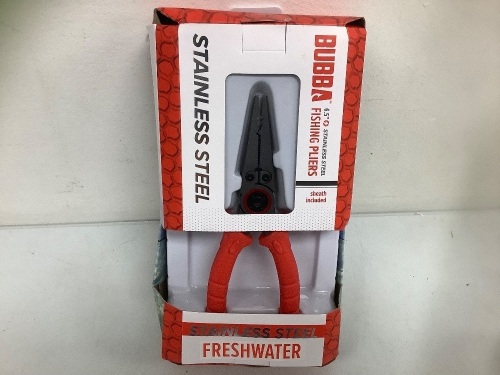 STAINLESS STEEL
BUBBA
6.5" STAINLESS STEEL
FISHING PLIERS
sheath
included
STAINLESS STEEL
FRESHWATER